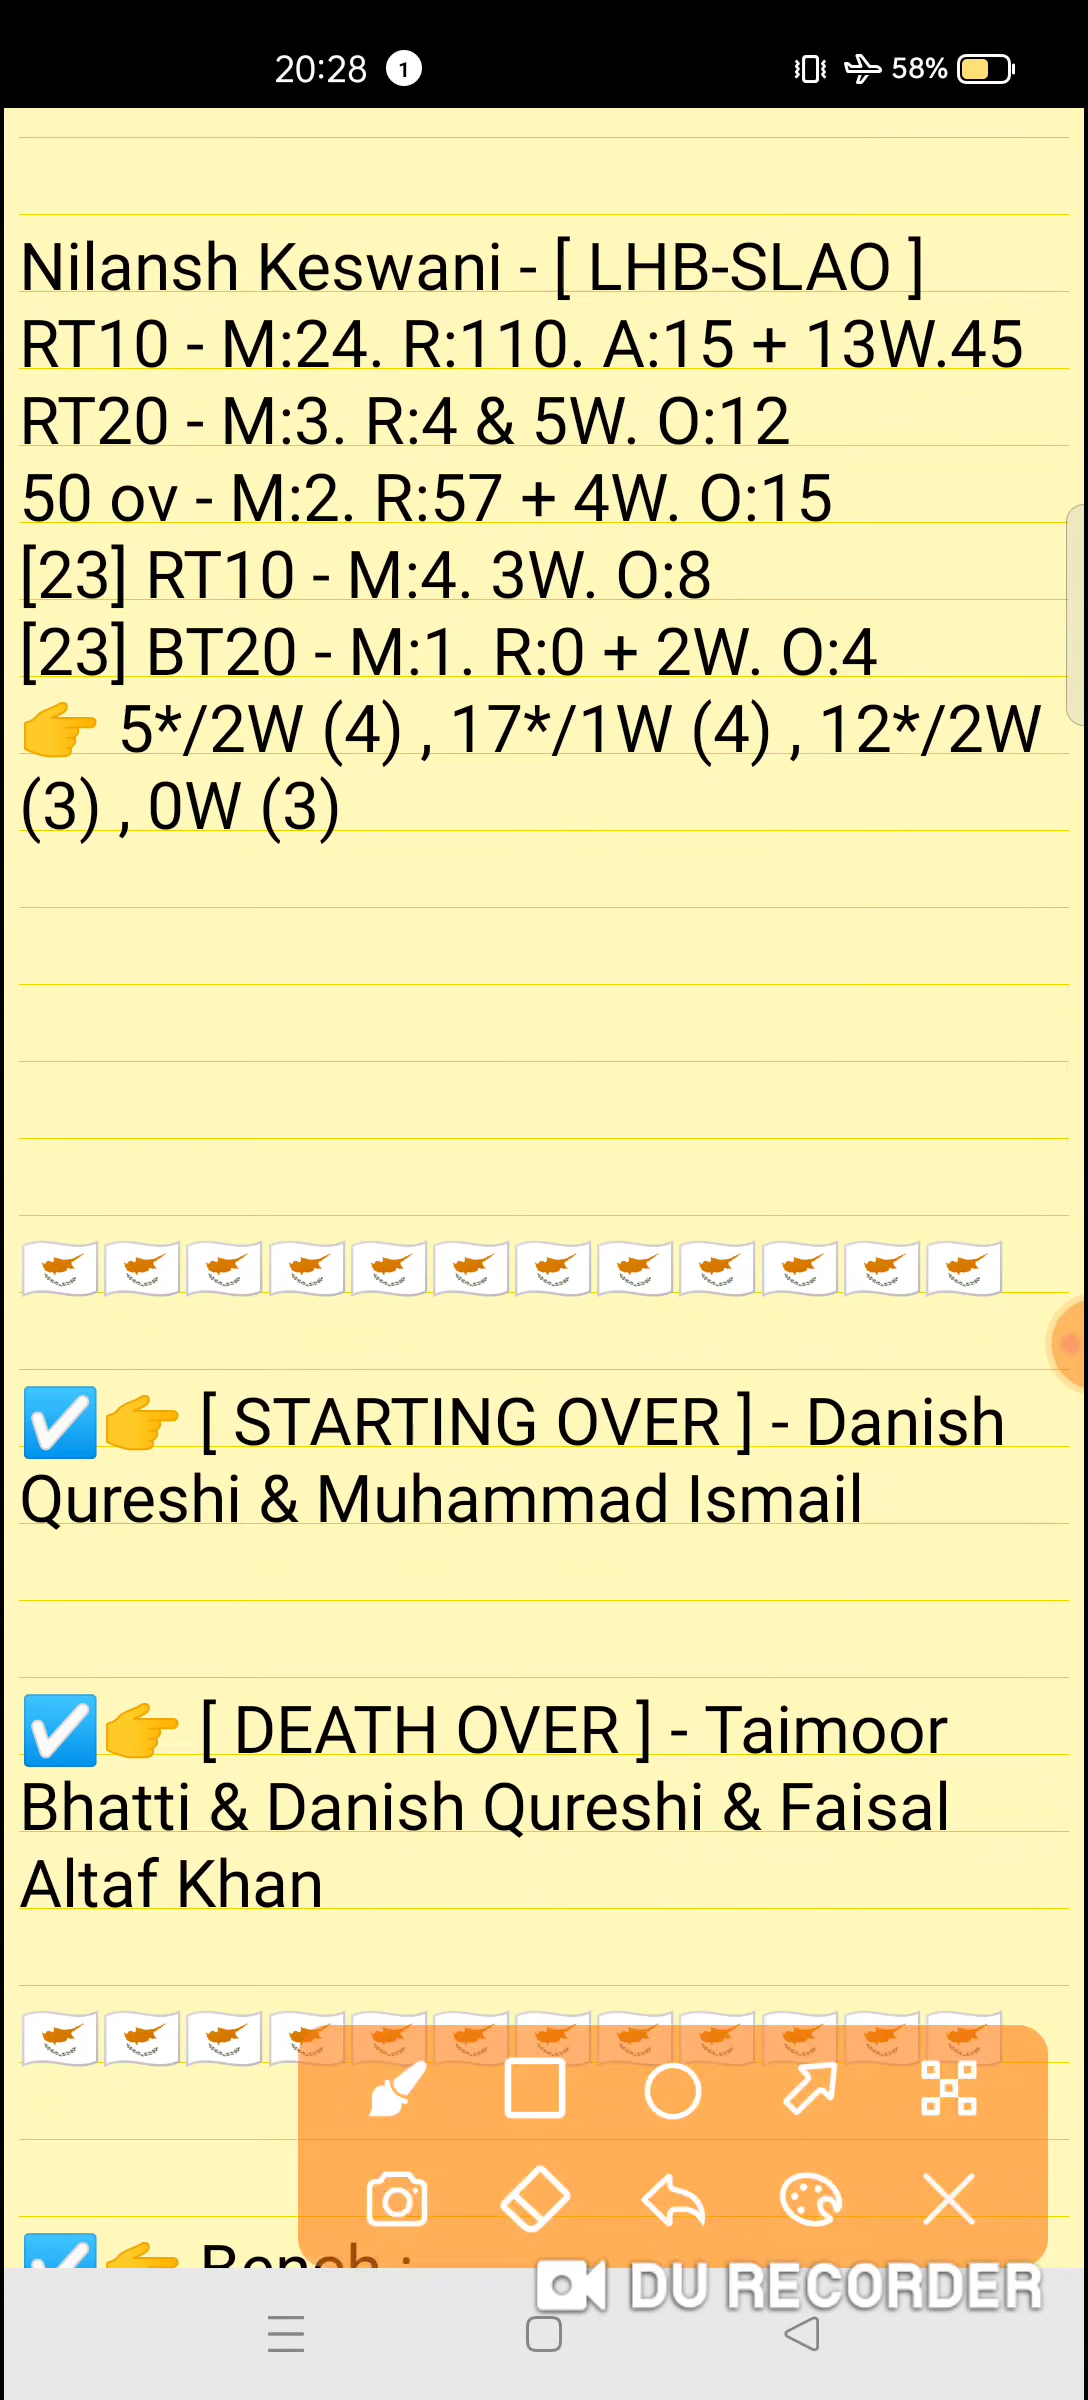 20:28 1 58%
Nilansh Keswani - [ LHB-SLAO ]
RT10 - M:24. R:110. A:15 + 13W.45
RT20 - M:3. R:4 & 5W. O:12
50 ov - M:2. R:57 + 4W. O:15
[23] RT10 - M:4. 3W. O:8
[23] BT20 - M:1. R:0 + 2W. O:4
👉 5*/2W (4) , 17*/1W (4) , 12*/2W
(3) , 0W (3)
🇨🇾🇨🇾🇨🇾🇨🇾🇨🇾🇨🇾🇨🇾🇨🇾🇨🇾🇨🇾🇨🇾🇨🇾
☑️👉 [ STARTING OVER ] - Danish
Qureshi & Muhammad Ismail
☑️👉 [ DEATH OVER ] - Taimoor
Bhatti & Danish Qureshi & Faisal
Altaf Khan
🇨🇾🇨🇾🇨🇾🇨🇾🇨🇾🇨🇾🇨🇾🇨🇾🇨🇾🇨🇾🇨🇾🇨🇾
☑️👉 Bench :
DU RECORDER